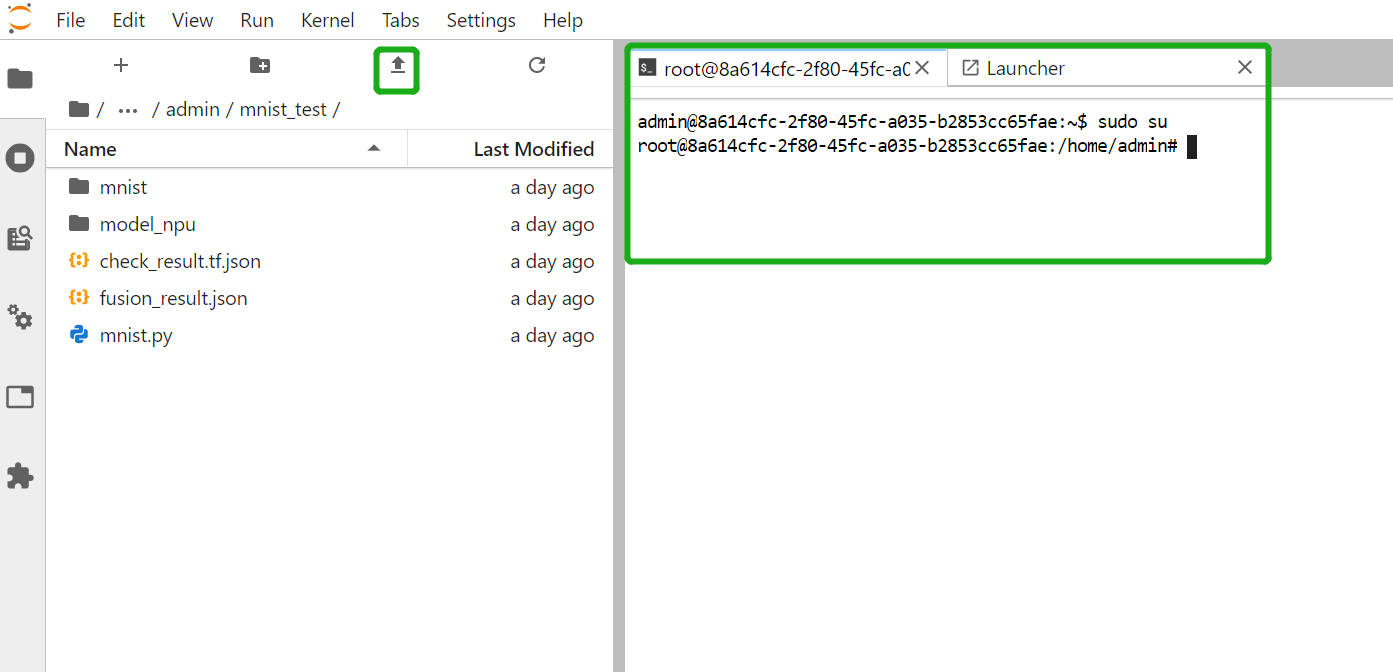 File Edit View Run Kernel Tabs Settings Help
/ ... / admin / mnist_test /
Name Last Modified
mnist a day ago
model_npu a day ago
check_result.tf.json a day ago
fusion_result.json a day ago
mnist.py a day ago
root@8a614cfc-2f80-45fc-a0 Launcher
admin@8a614cfc-2f80-45fc-a035-b2853cc65fae:~$ sudo su
root@8a614cfc-2f80-45fc-a035-b2853cc65fae:/home/admin#